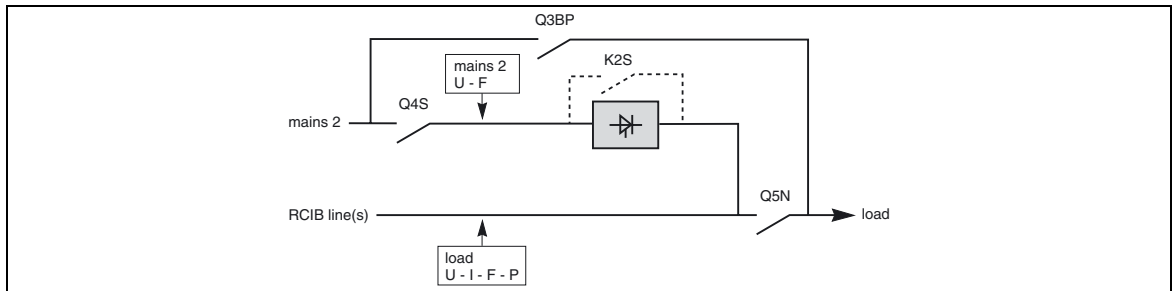 Q3BP
mains 2
U - F
K2S
Q4S
mains 2
Q5N
RCIB line(s)
load
load
U - I - F - P